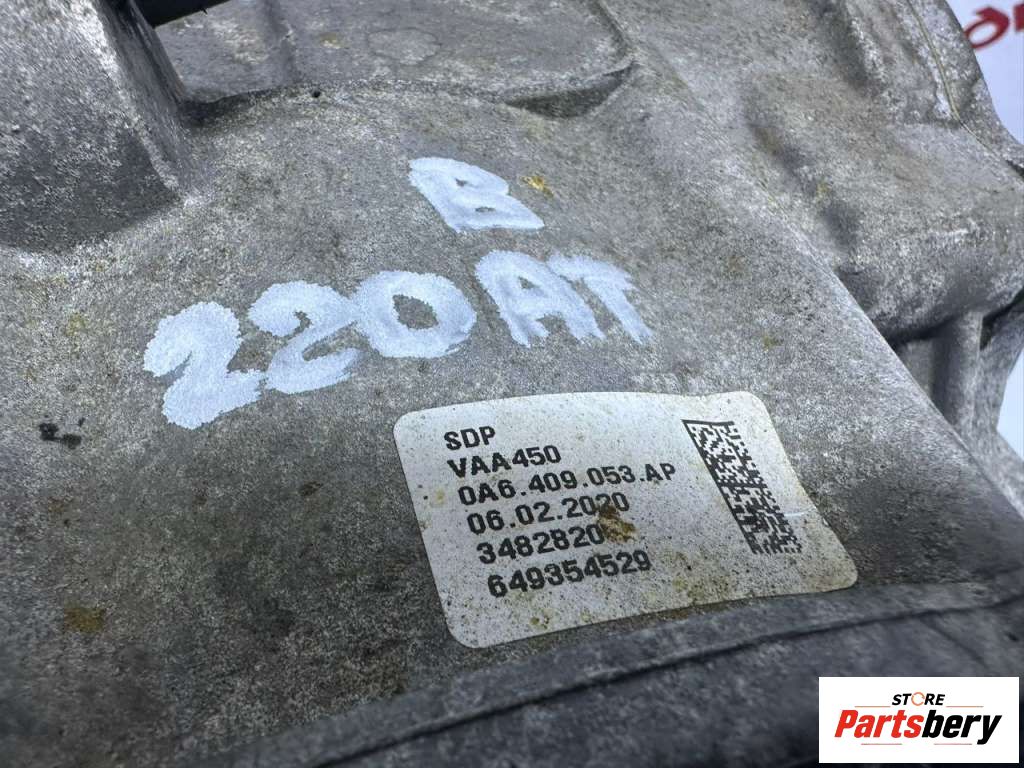 B
220AT
SDP
VAA450
0A6.409.053.AP
06.02.2020
3482820
649354529
STORE
Partsbery